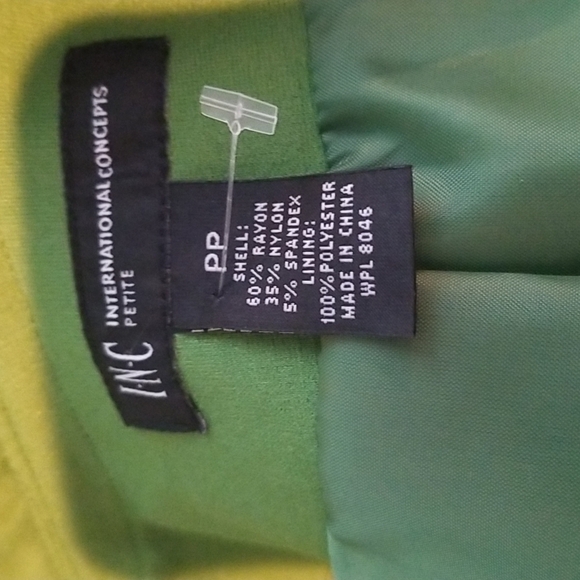 I·N·C INTERNATIONAL CONCEPTS
PETITE
PP
SHELL:
60% RAYON
35% NYLON
5% SPANDEX
LINING:
100% POLYESTER
MADE IN CHINA
WPL 8046